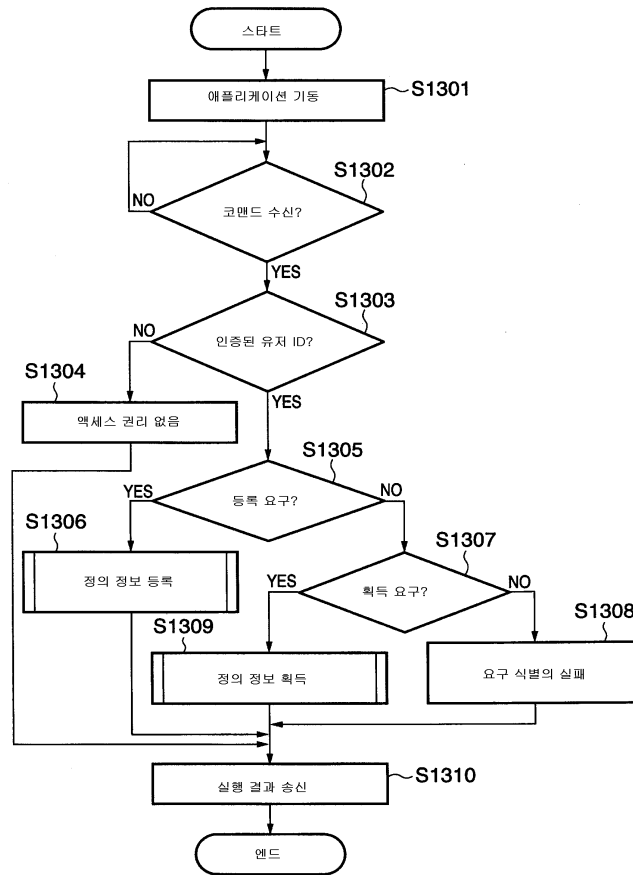 스타트
애플리케이션 기동
S1301
S1302
코맨드 수신?
NO
YES
S1303
인증된 유저 ID?
NO
YES
S1304
액세스 권리 없음
S1305
등록 요구?
YES
NO
S1306
정의 정보 등록
S1307
획득 요구?
YES
NO
S1309
정의 정보 획득
S1308
요구 식별의 실패
실행 결과 송신
S1310
엔드